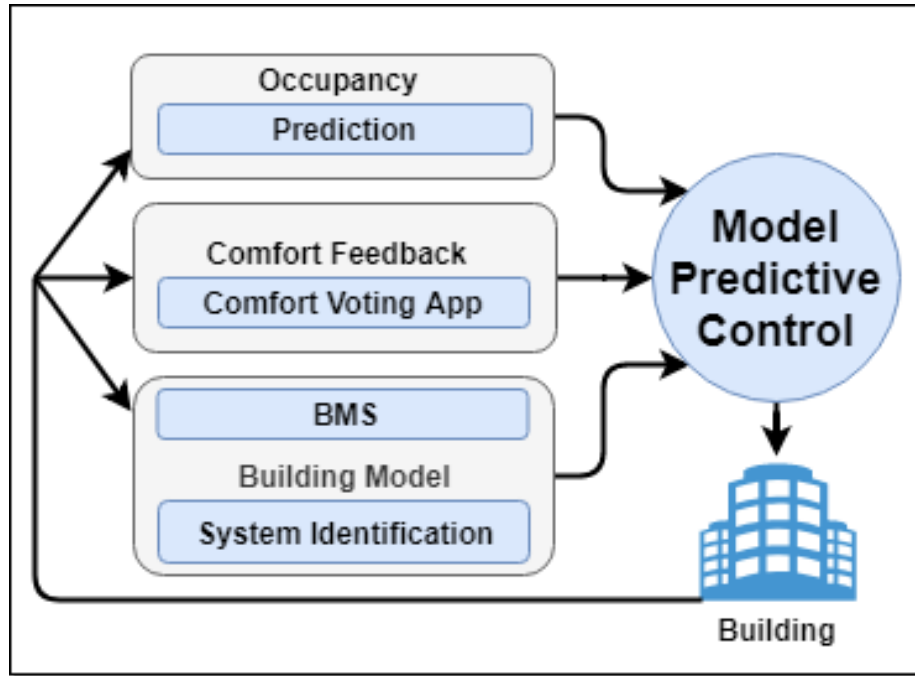 Occupancy
Prediction
Comfort Feedback
Comfort Voting App
BMS
Building Model
System Identification
Model
Predictive
Control
Building